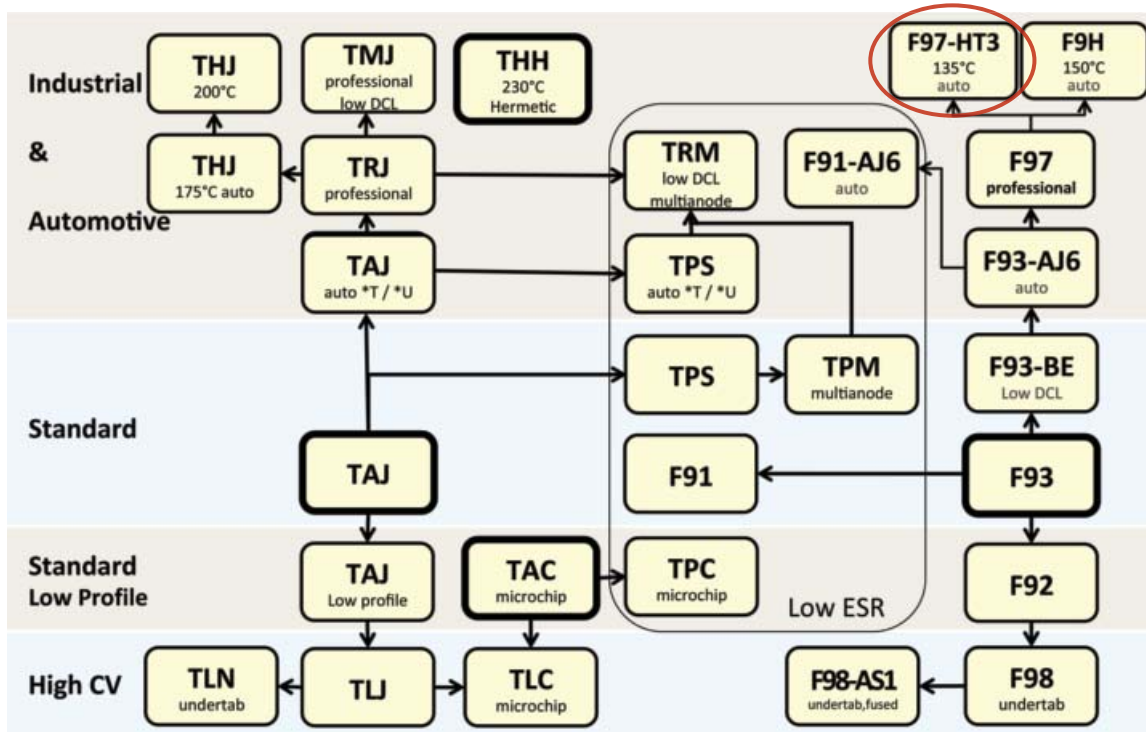 Industrial
&
Automotive
THJ
200°C
TMJ
professional
low DCL
THH
230°C
Hermetic
F97-HT3
135°C
auto
F9H
150°C
auto
THJ
175°C auto
TRJ
professional
TRM
low DCL
multianode
F91-AJ6
auto
F97
professional
TAJ
auto *T / *U
TPS
auto *T / *U
F93-AJ6
auto
Standard
TPS
TPM
multianode
F93-BE
Low DCL
TAJ
F91
F93
Standard
Low Profile
TAJ
Low profile
TAC
microchip
TPC
microchip
Low ESR
F92
High CV
TLN
undertab
TLJ
TLC
microchip
F98-AS1
undertab,fused
F98
undertab